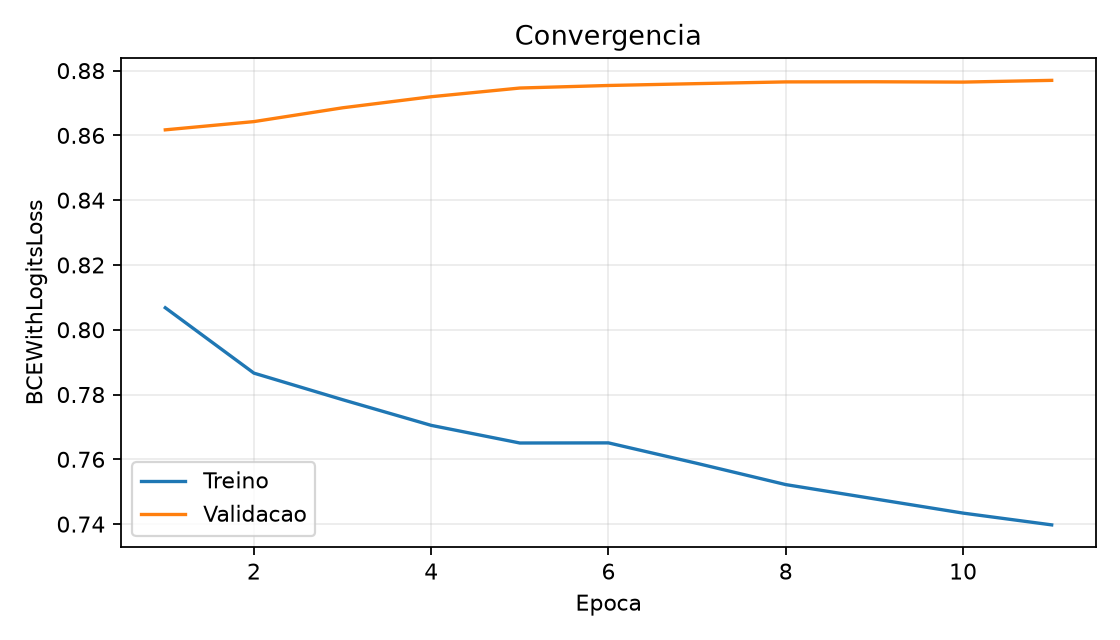 Convergencia
BCEWithLogitsLoss
0.88
0.86
0.84
0.82
0.80
0.78
0.76
0.74
Treino
Validacao
2 4 6 8 10
Epoca